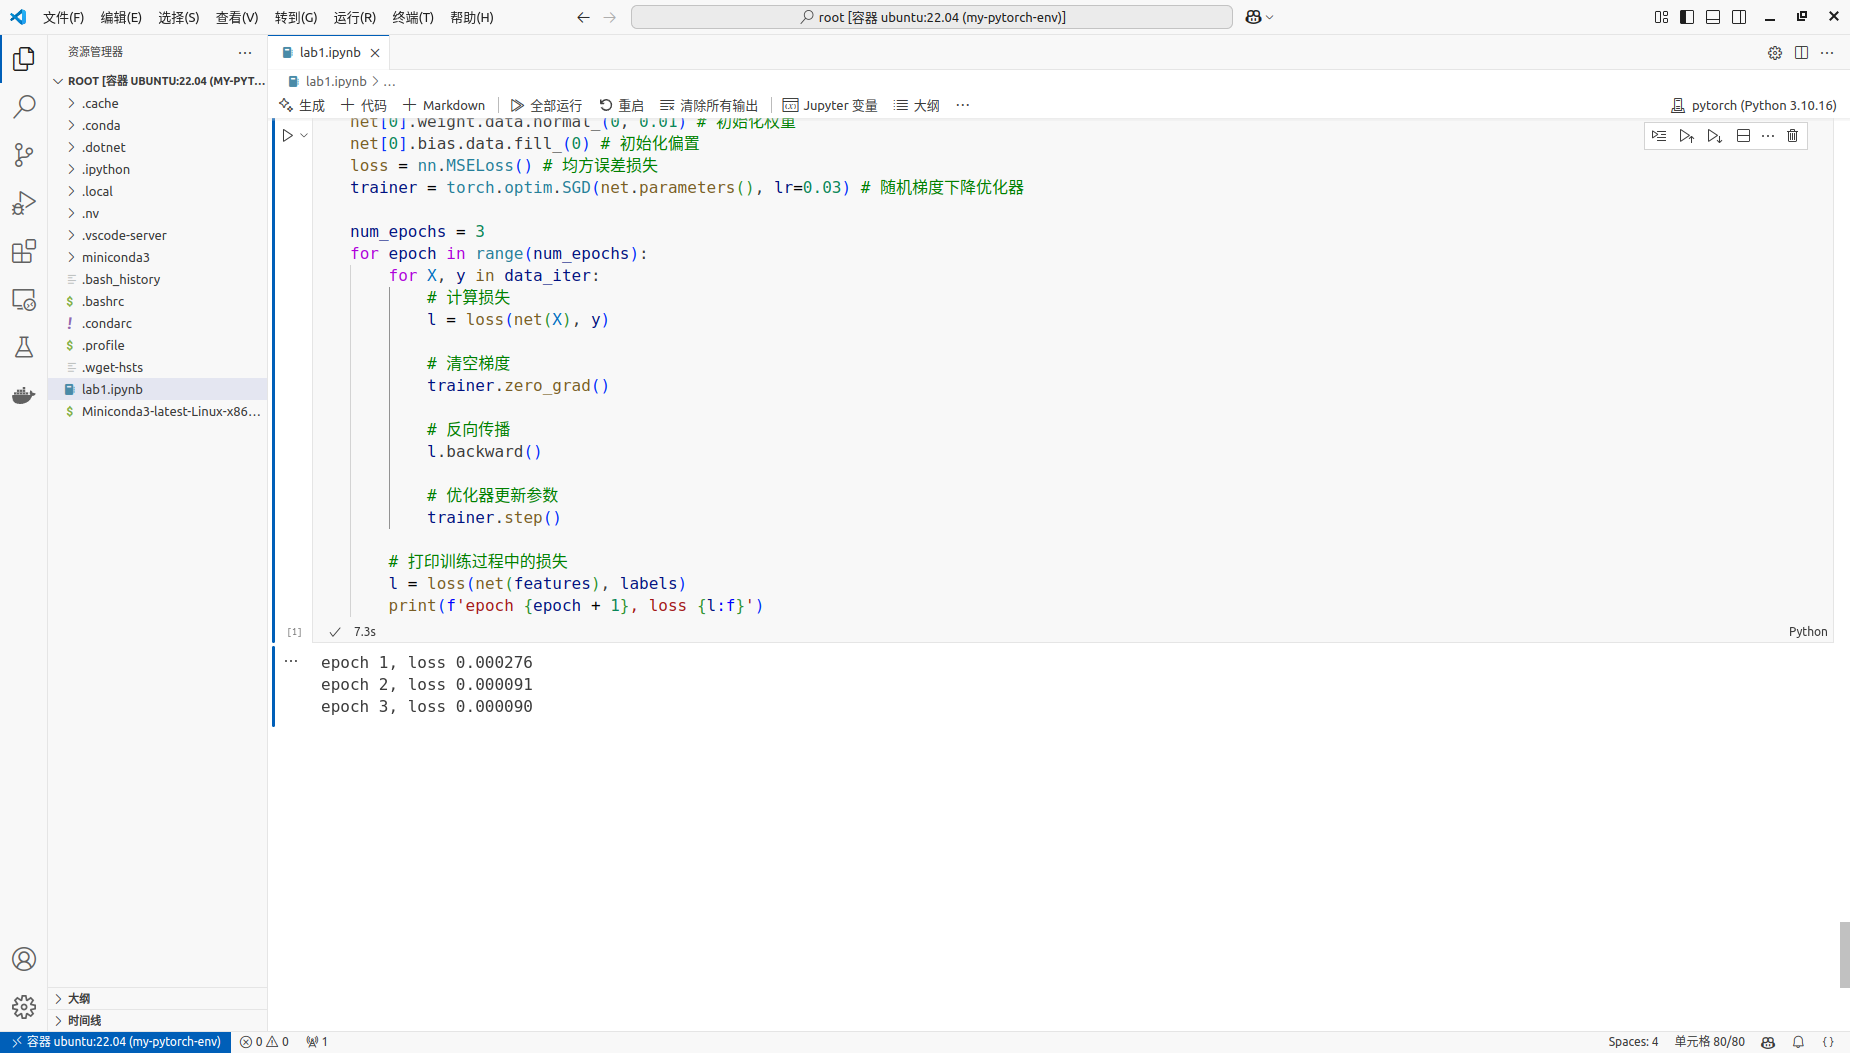 文件(F) 编辑(E) 选择(S) 查看(V) 转到(G) 运行(R) 终端(T) 帮助(H) root [容器 ubuntu:22.04 (my-pytorch-env)]
资源管理器
ROOT [容器 UBUNTU:22.04 (MY-PYT...
.cache
.conda
.dotnet
.ipython
.local
.nv
.vscode-server
miniconda3
.bash_history
$ .bashrc
! .condarc
$ .profile
.wget-hsts
lab1.ipynb
$ Miniconda3-latest-Linux-x86...
大纲
时间线
lab1.ipynb
lab1.ipynb > ...
生成 代码 Markdown 全部运行 重启 清除所有输出 Jupyter 变量 大纲 ... pytorch (Python 3.10.16)
net[0].weight.data.normal_(0, 0.01) # 初始化权重
net[0].bias.data.fill_(0) # 初始化偏置
loss = nn.MSELoss() # 均方误差损失
trainer = torch.optim.SGD(net.parameters(), lr=0.03) # 随机梯度下降优化器
num_epochs = 3
for epoch in range(num_epochs):
for X, y in data_iter:
# 计算损失
l = loss(net(X), y)
# 清空梯度
trainer.zero_grad()
# 反向传播
l.backward()
# 优化器更新参数
trainer.step()
# 打印训练过程中的损失
l = loss(net(features), labels)
print(f'epoch {epoch + 1}, loss {l:f}')
[1] 7.3s Python
epoch 1, loss 0.000276
epoch 2, loss 0.000091
epoch 3, loss 0.000090
容器 ubuntu:22.04 (my-pytorch-env) 0 0 1 Spaces: 4 单元格 80/80 { }